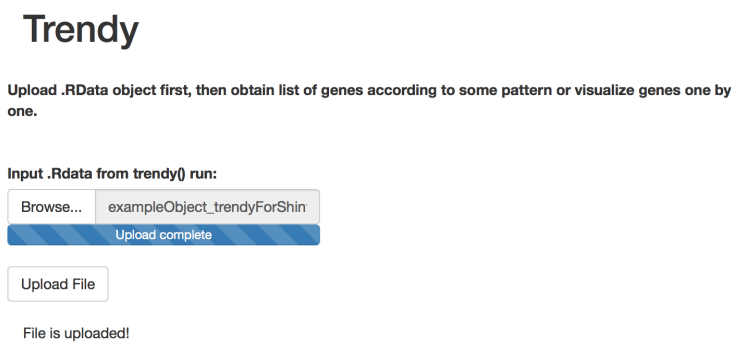 Trendy
Upload .RData object first, then obtain list of genes according to some pattern or visualize genes one by
one.
Input .Rdata from trendy() run:
Browse... exampleObject_trendyForShin
Upload complete
Upload File
File is uploaded!